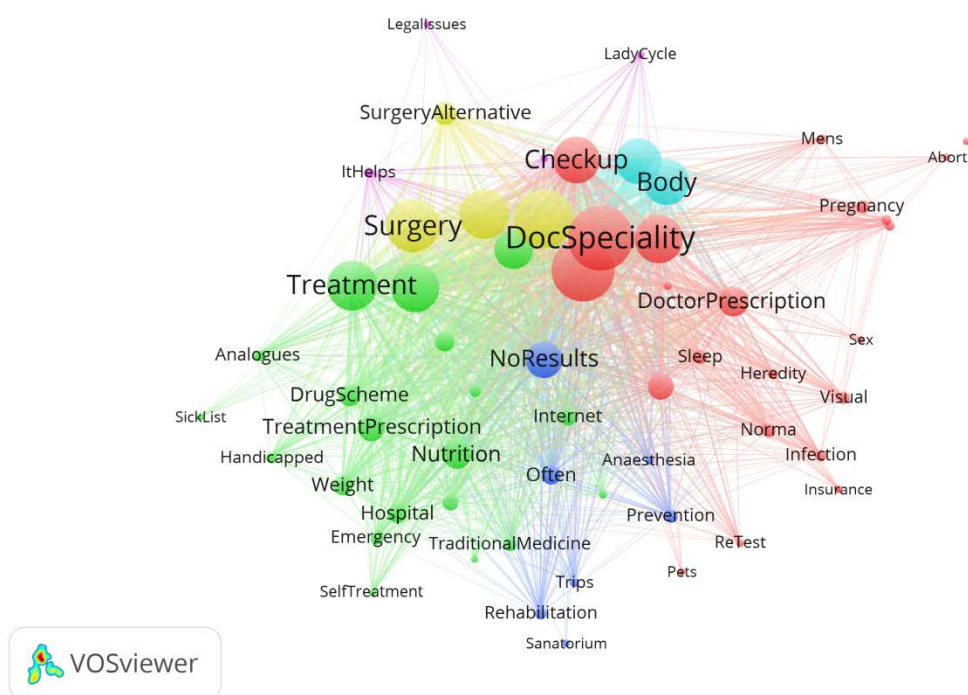 LegalIssues
LadyCycle
SurgeryAlternative
Mens
Checkup
Abort
ItHelps
Body
Pregnancy
Surgery
DocSpeciality
Treatment
DoctorPrescription
Sex
Analogues
NoResults
Sleep
Heredity
DrugScheme
Visual
SickList
Internet
TreatmentPrescription
Norma
Handicapped
Nutrition
Anaesthesia
Infection
Often
Weight
Insurance
Hospital
Prevention
Emergency
TraditionalMedicine
ReTest
Pets
Trips
SelfTreatment
Rehabilitation
Sanatorium
VOSviewer